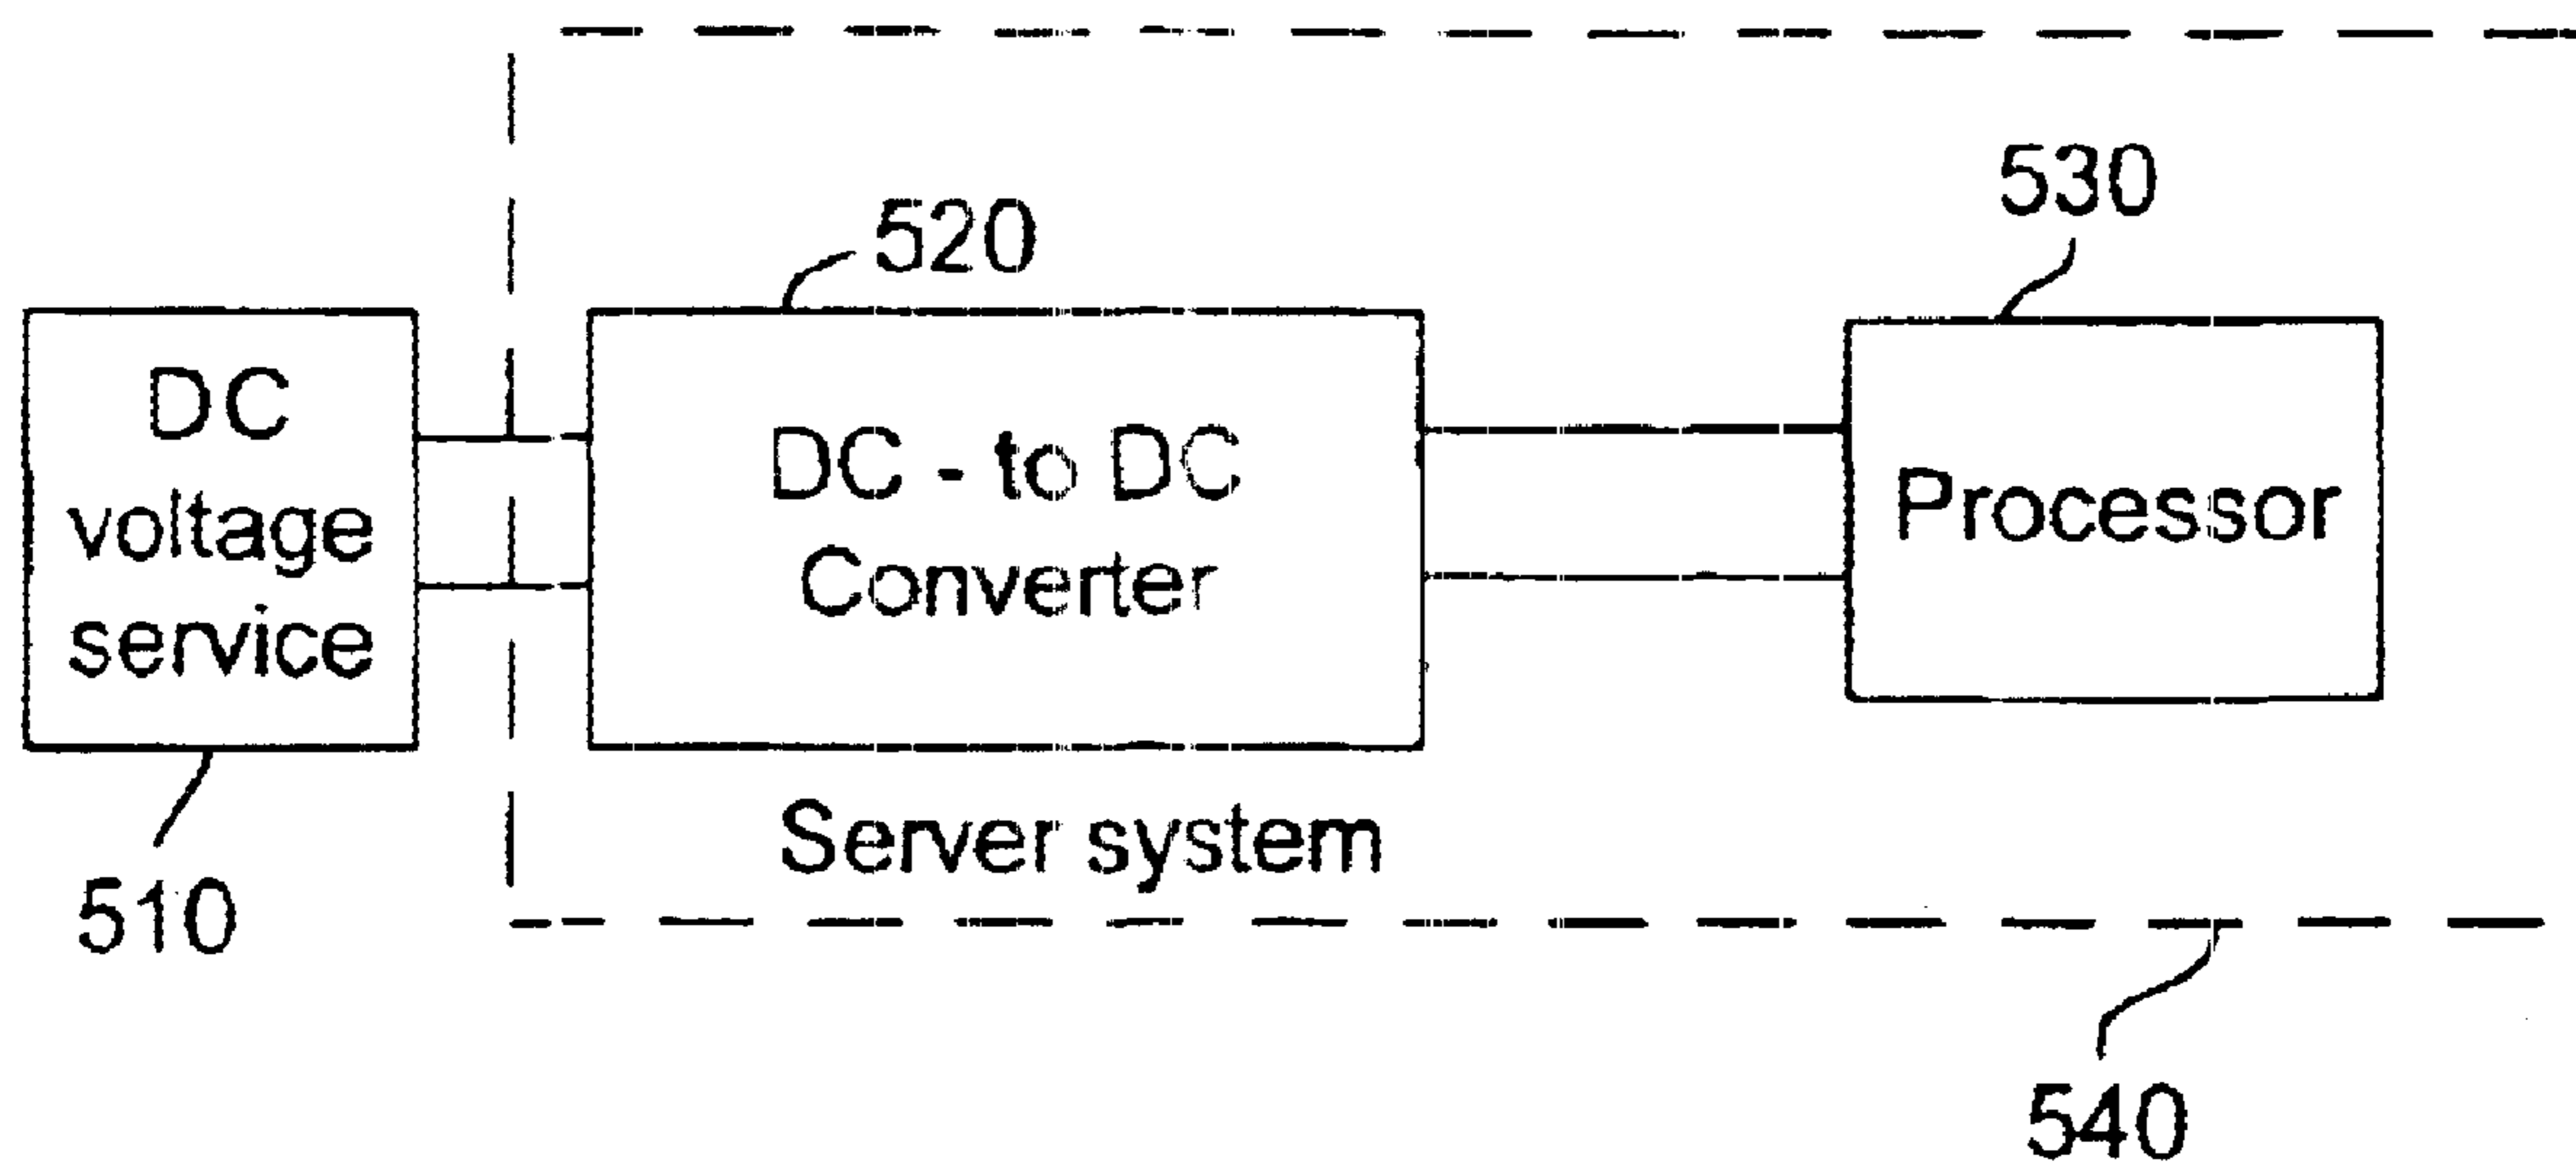 530
520
DC
voltage
service
DC - to DC
Converter
Processor
Server system
510
540